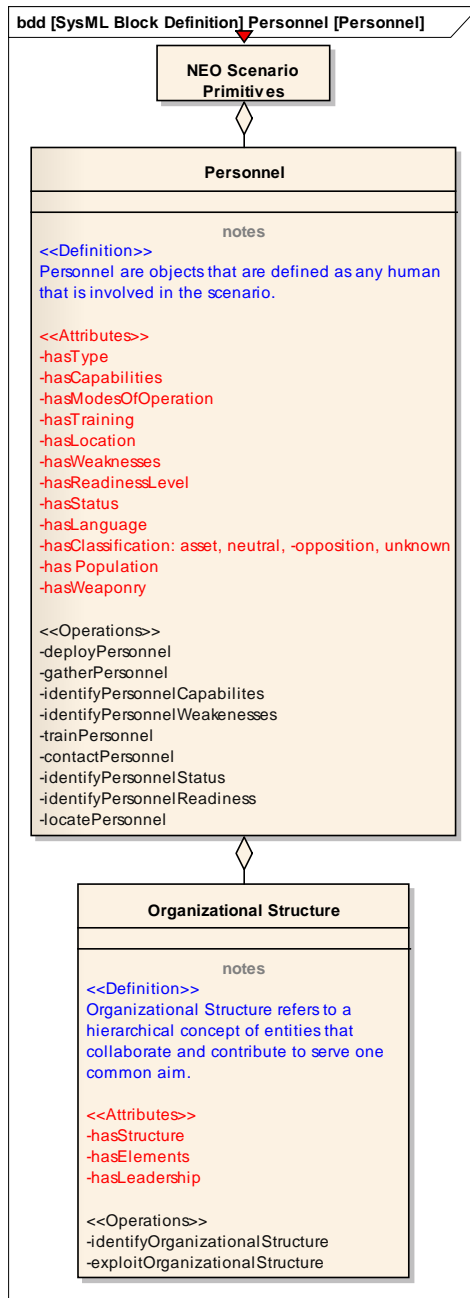 bdd [SysML Block Definition] Personnel [Personnel]
NEO Scenario
Primitives
Personnel
notes
<<Definition>>
Personnel are objects that are defined as any human
that is involved in the scenario.
<<Attributes>>
-hasType
-hasCapabilities
-hasModesOfOperation
-hasTraining
-hasLocation
-hasWeaknesses
-hasReadinessLevel
-hasStatus
-hasLanguage
-hasClassification: asset, neutral, -opposition, unknown
-has Population
-hasWeaponry
<<Operations>>
-deployPersonnel
-gatherPersonnel
-identifyPersonnelCapabilites
-identifyPersonnelWeakenesses
-trainPersonnel
-contactPersonnel
-identifyPersonnelStatus
-identifyPersonnelReadiness
-locatePersonnel
Organizational Structure
notes
<<Definition>>
Organizational Structure refers to a
hierarchical concept of entities that
collaborate and contribute to serve one
common aim.
<<Attributes>>
-hasStructure
-hasElements
-hasLeadership
<<Operations>>
-identifyOrganizationalStructure
-exploitOrganizationalStructure